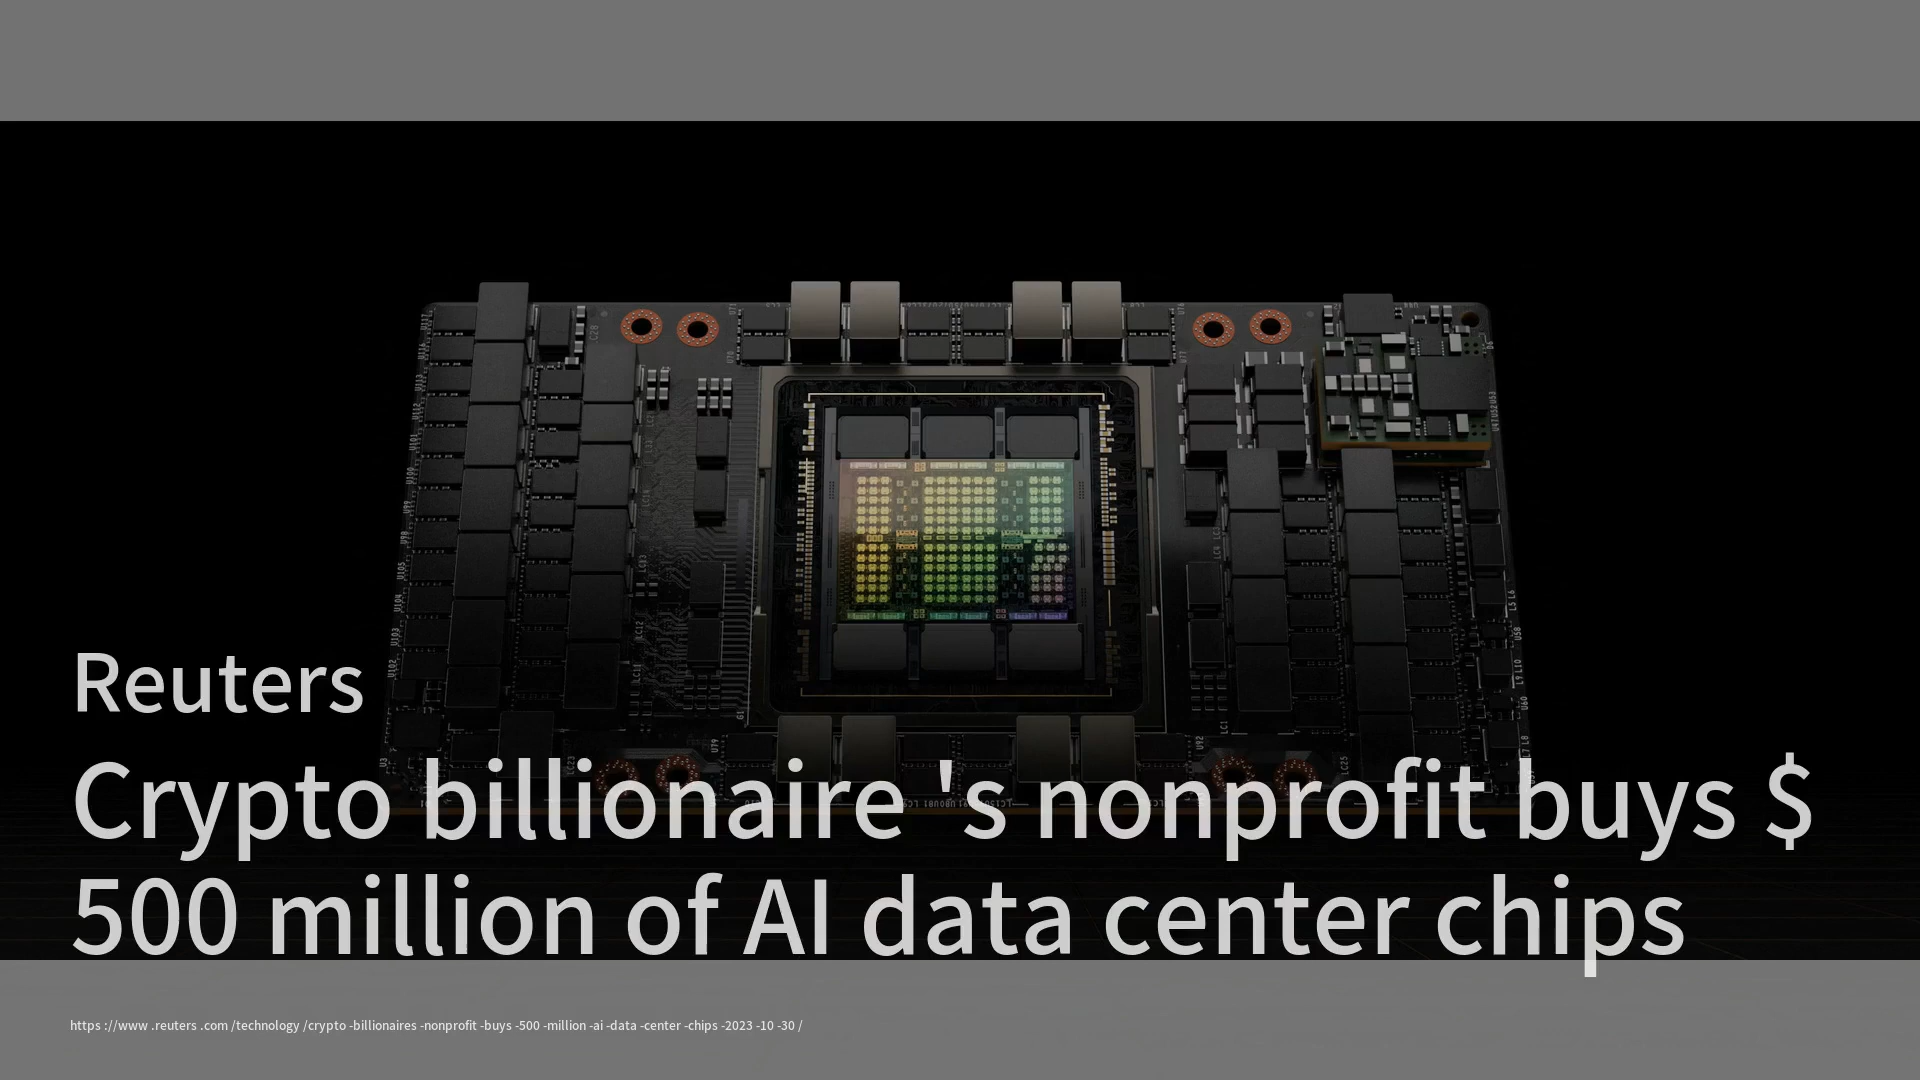 Reuters
Crypto billionaire 's nonprofit buys $
500 million of AI data center chips
https ://www .reuters .com /technology /crypto -billionaires -nonprofit -buys -500 -million -ai -data -center -chips -2023 -10 -30 /